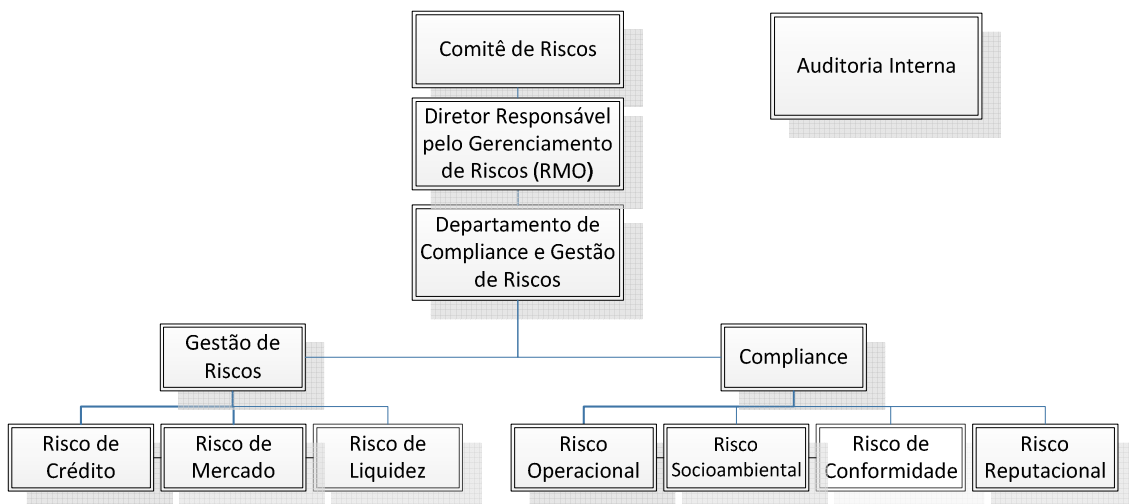 Comitê de Riscos
Auditoria Interna
Diretor Responsável
pelo Gerenciamento
de Riscos (RMO)
Departamento de
Compliance e Gestão
de Riscos
Gestão de
Riscos
Compliance
Risco de
Crédito
Risco de
Mercado
Risco de
Liquidez
Risco
Operacional
Risco
Socioambiental
Risco de
Conformidade
Risco
Reputacional